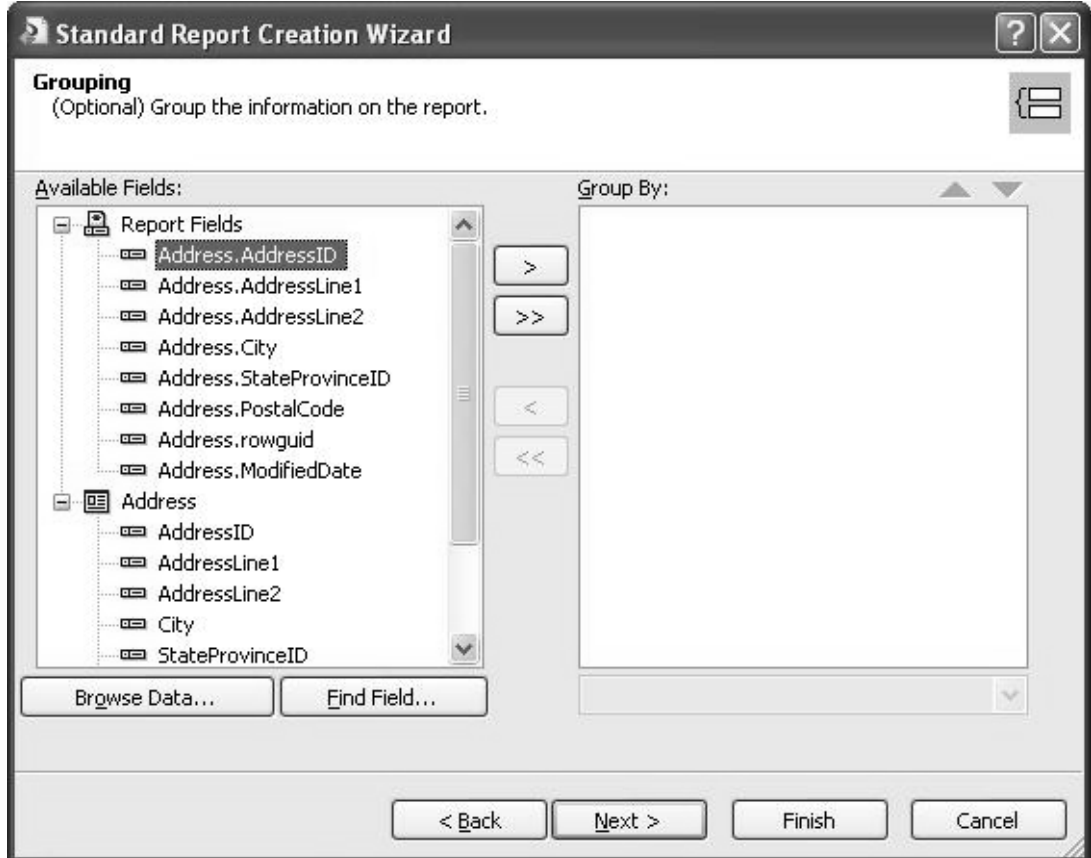 Standard Report Creation Wizard
?
Grouping
(Optional) Group the information on the report.
Available Fields:
Group By:
Report Fields
Address.AddressID
Address.AddressLine1
Address.AddressLine2
Address.City
Address.StateProvinceID
Address.PostalCode
Address.rowguid
Address.ModifiedDate
Address
AddressID
AddressLine1
AddressLine2
City
StateProvinceID
>
>>
<
<<
Browse Data...
Find Field...
< Back
Next >
Finish
Cancel